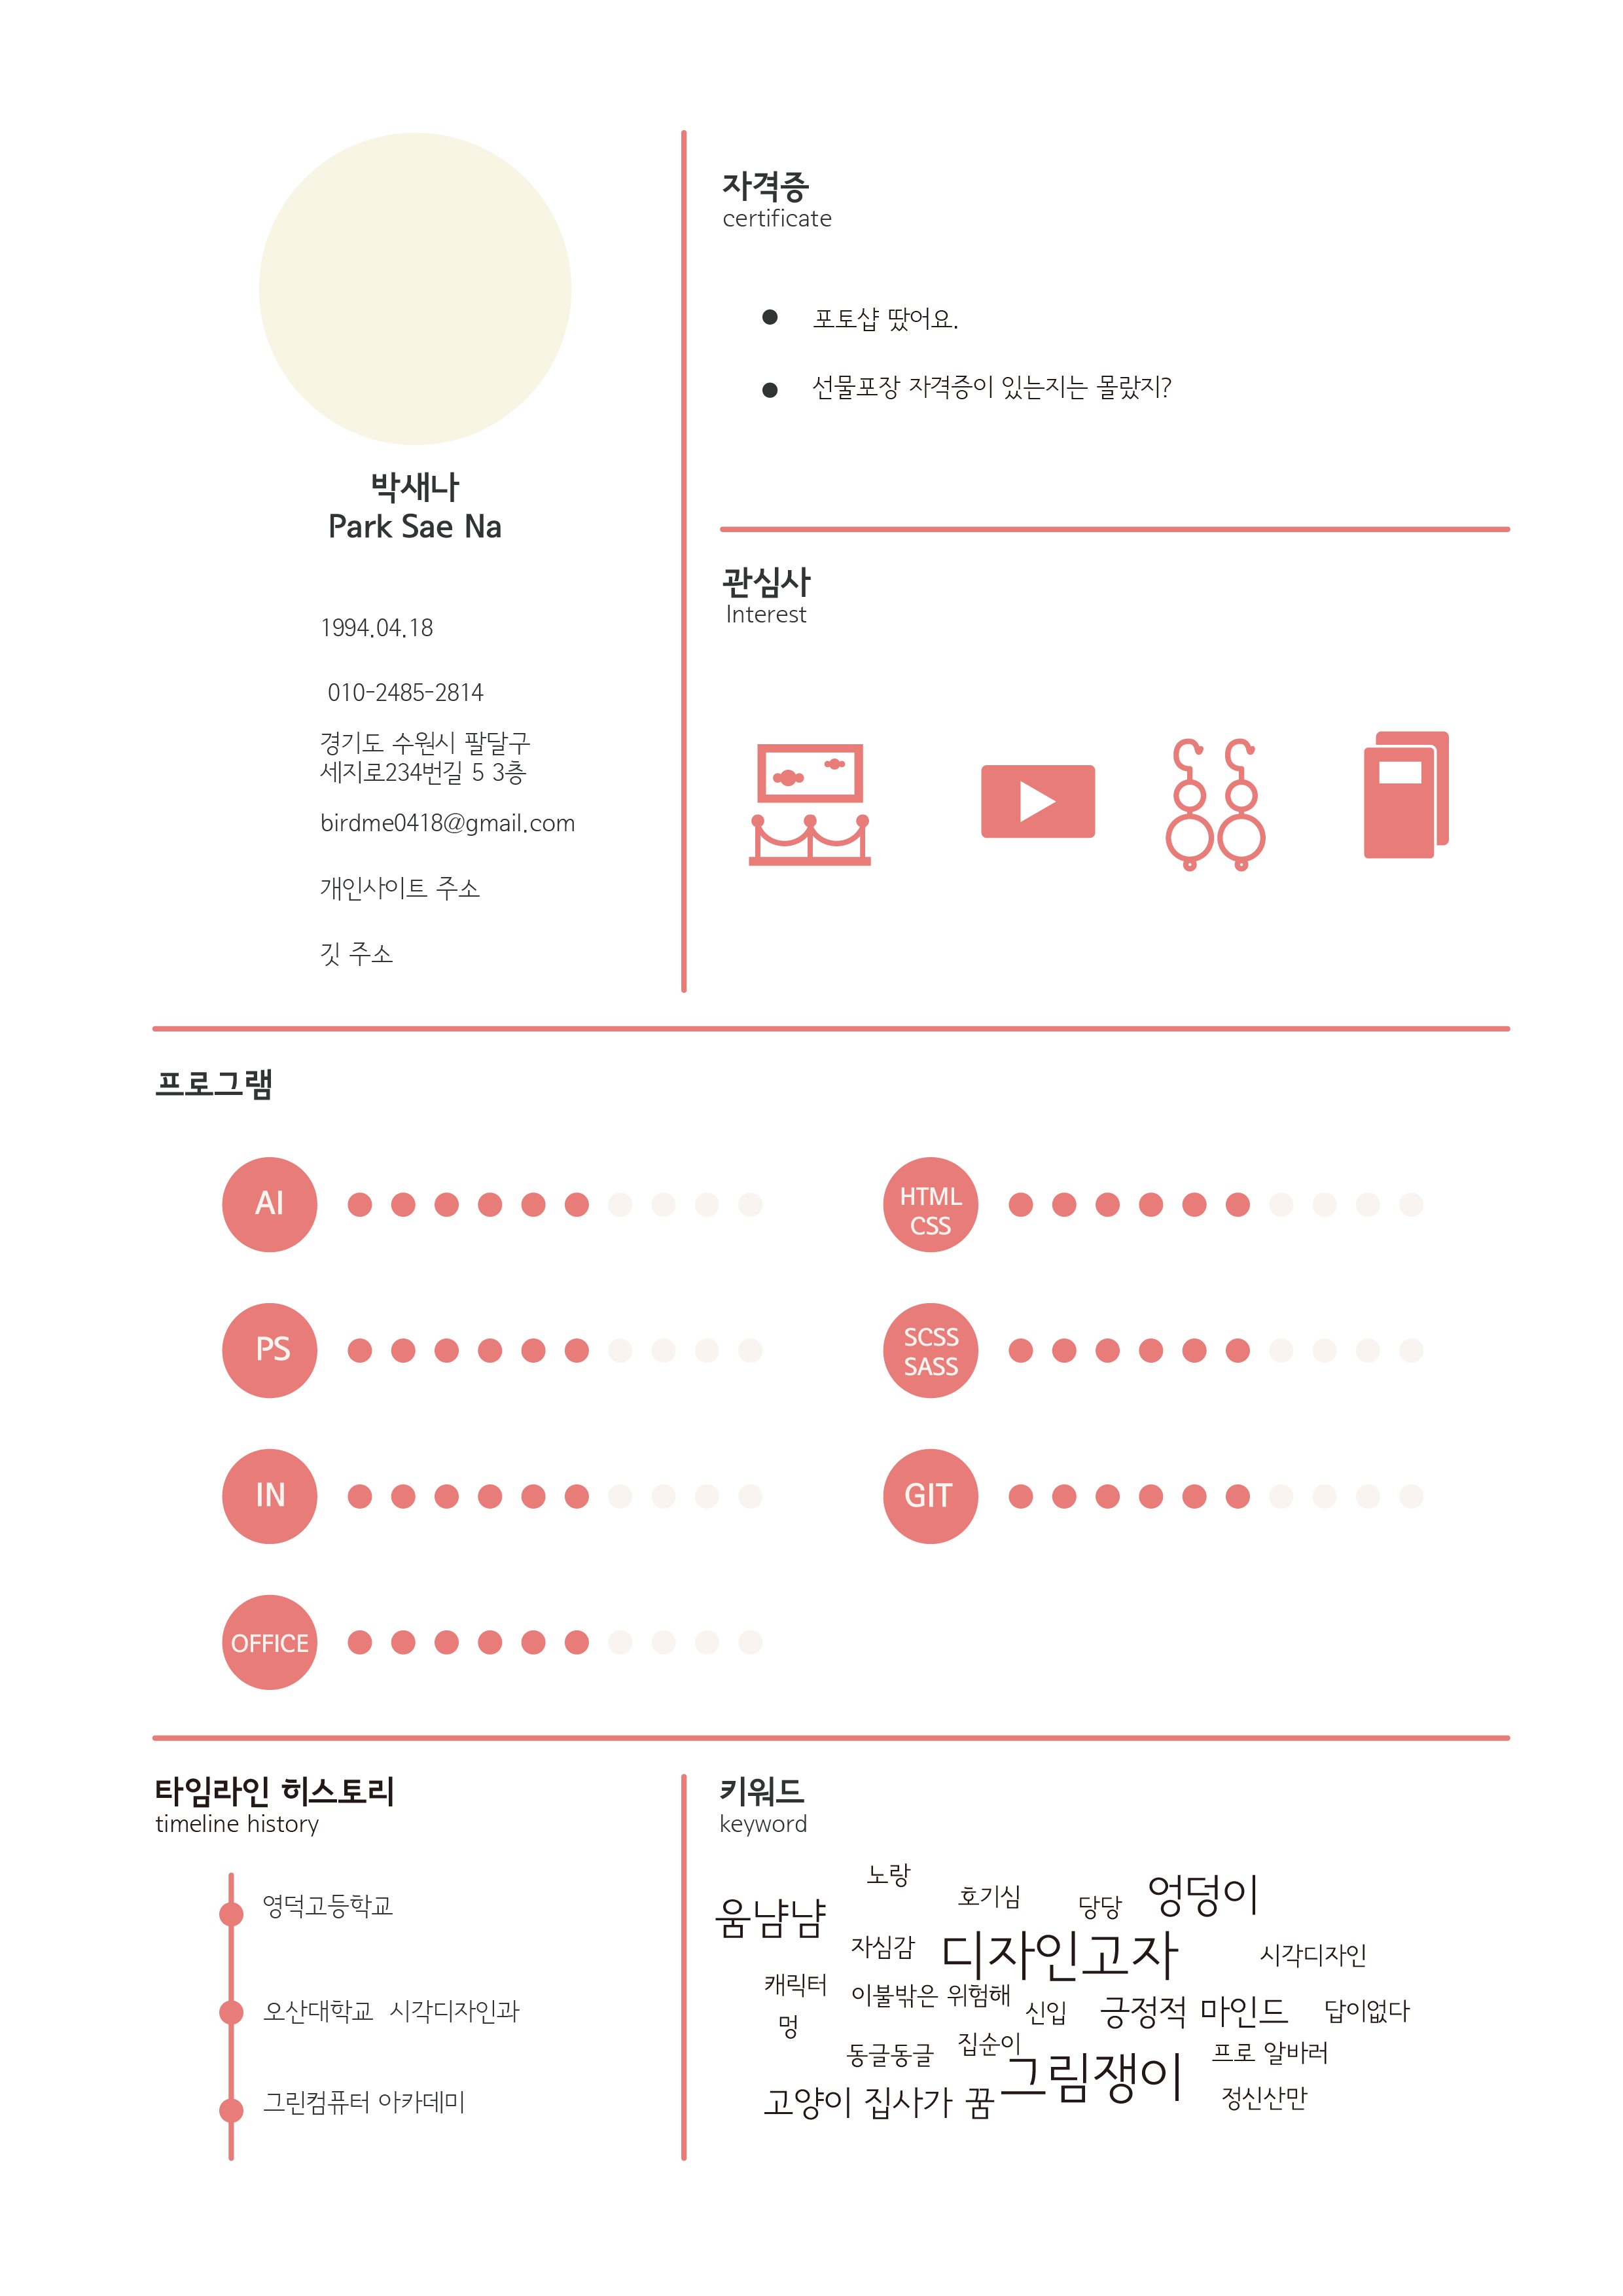 박새나
Park Sae Na
1994.04.18
010-2485-2814
경기도 수원시 팔달구
세지로234번길 5 3층
birdme0418@gmail.com
개인사이트 주소
깃 주소
자격증
certificate
포토샵 땄어요.
선물포장 자격증이 있는지는 몰랐지?
관심사
Interest
프로그램
AI
PS
IN
OFFICE
HTML
CSS
SCSS
SASS
GIT
타임라인 히스토리
timeline history
영덕고등학교
오산대학교 시각디자인과
그린컴퓨터 아카데미
키워드
keyword
노랑
호기심
당당
엉덩이
움냠냠
자심감
디자인고자
시각디자인
캐릭터
이불밖은 위험해
신입
긍정적 마인드
답이없다
멍
동글동글
집순이
그림쟁이
프로 알바러
고양이 집사가 꿈
정신산만